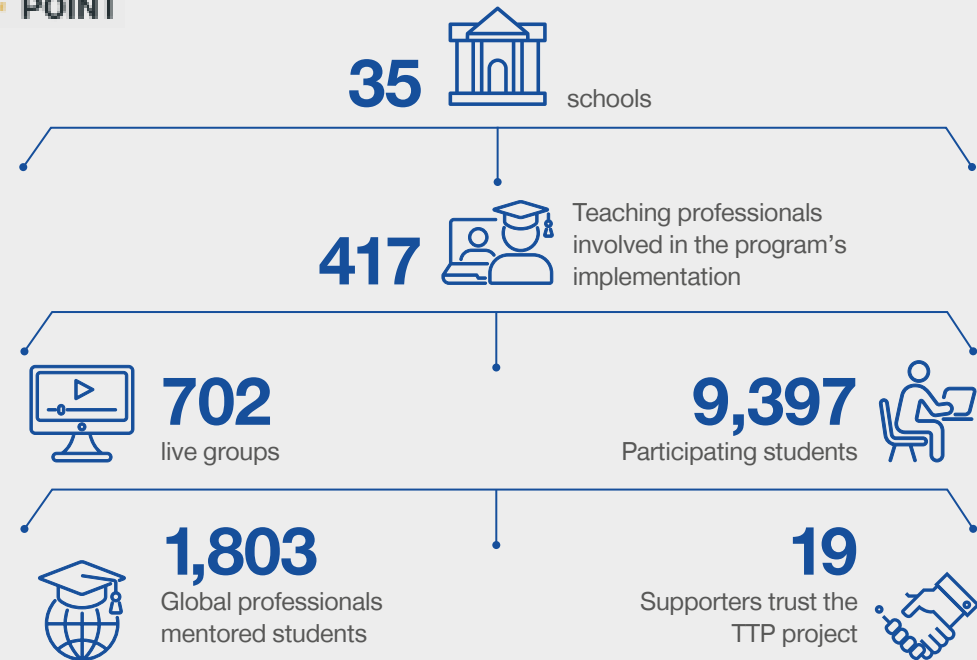 POINT
35
schools
417
Teaching professionals
involved in the program's
implementation
702
live groups
9,397
Participating students
1,803
Global professionals
mentored students
19
Supporters trust the
TTP project